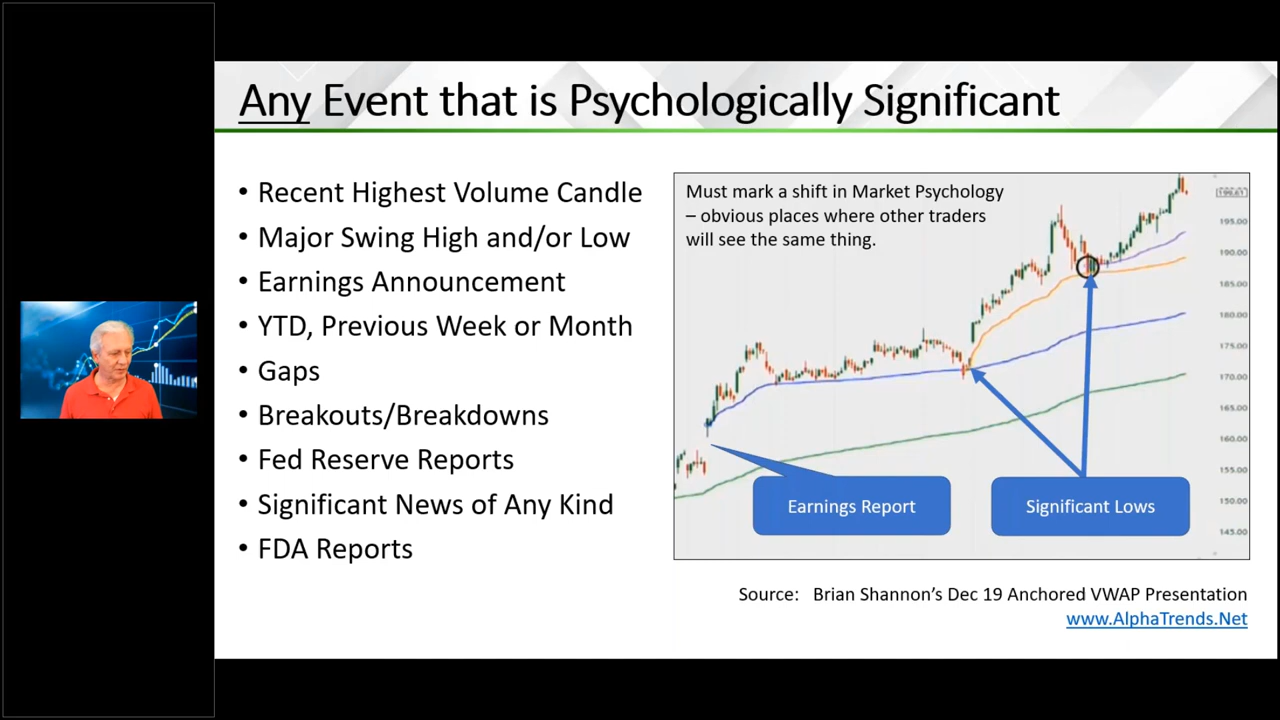 Any Event that is Psychologically Significant
• Recent Highest Volume Candle
• Major Swing High and/or Low
• Earnings Announcement
• YTD, Previous Week or Month
• Gaps
• Breakouts/Breakdowns
• Fed Reserve Reports
• Significant News of Any Kind
• FDA Reports
Must mark a shift in Market Psychology
– obvious places where other traders
will see the same thing.
195.00
190.00
185.00
180.00
175.00
170.00
165.00
160.00
155.00
150.00
145.00
Earnings Report
Significant Lows
Source: Brian Shannon's Dec 19 Anchored VWAP Presentation
www.AlphaTrends.Net